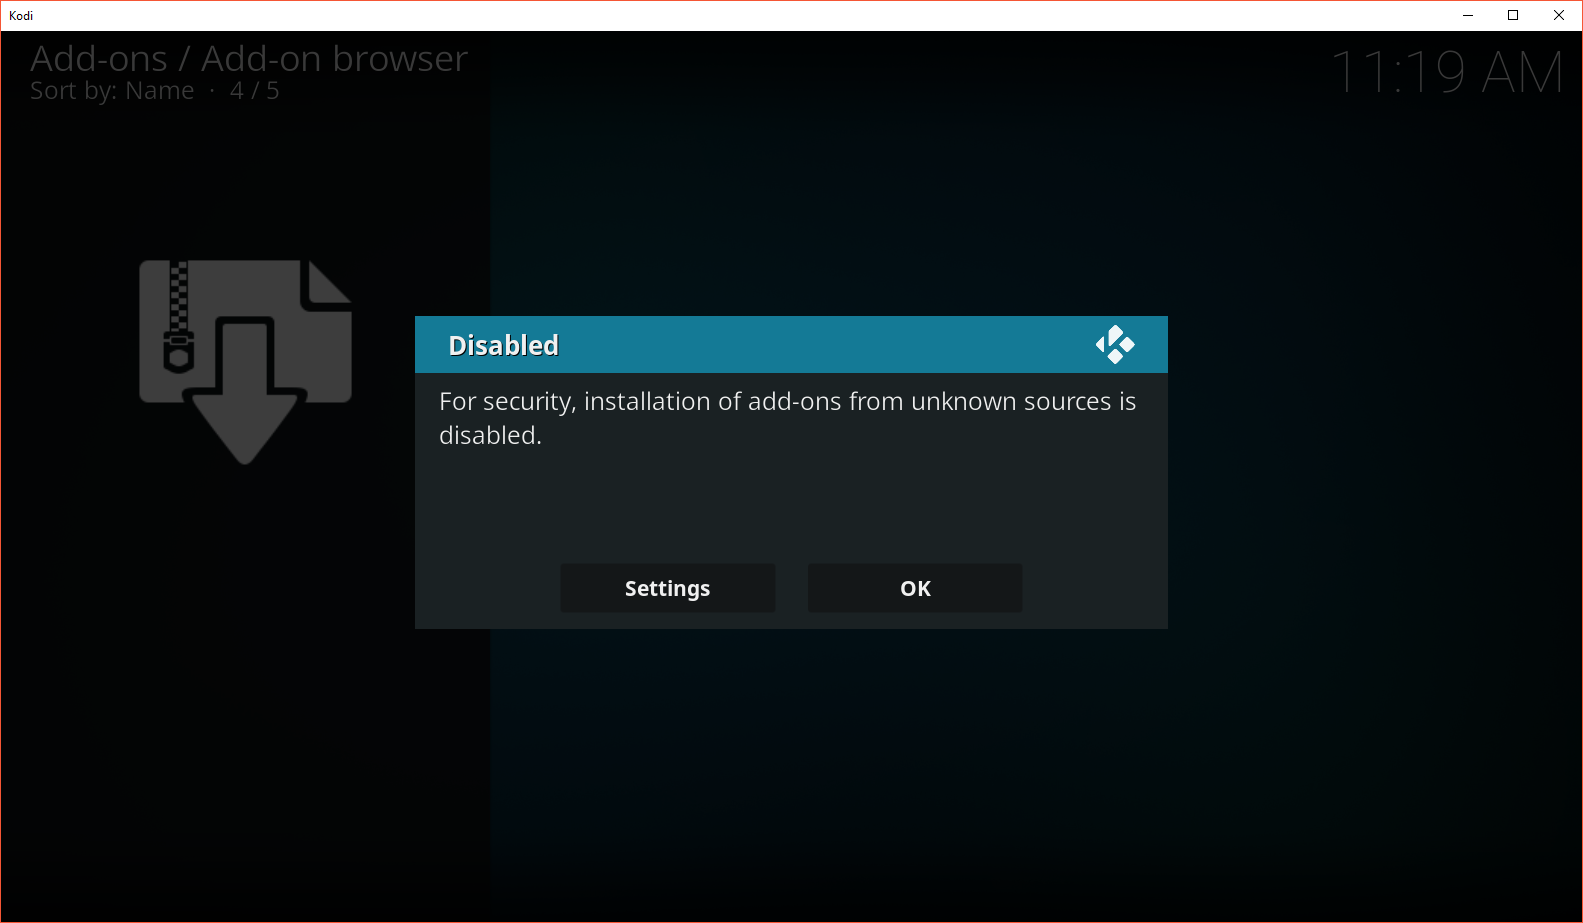 Kodi
Add-ons / Add-on browser
Sort by: Name · 4 / 5
11:19 AM
Disabled
For security, installation of add-ons from unknown sources is
disabled.
Settings
OK